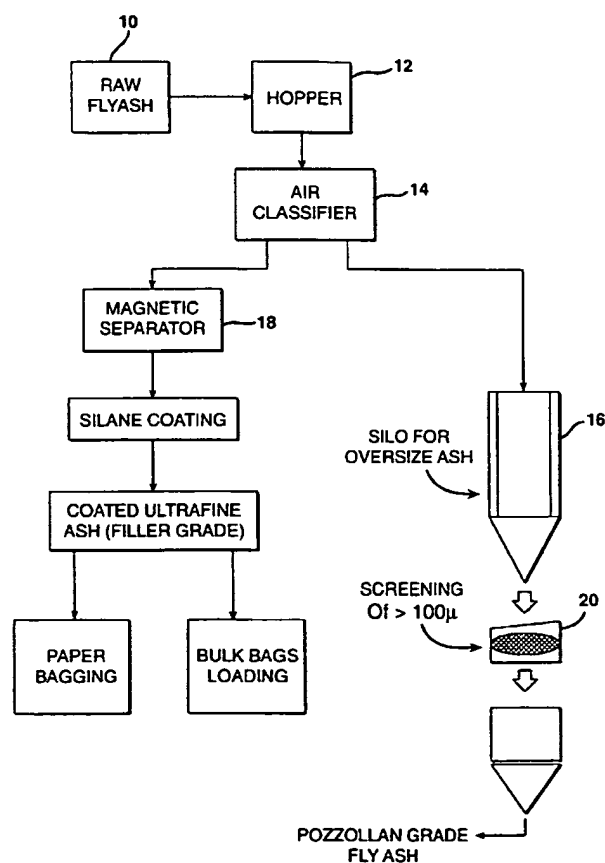 10
RAW
FLYASH
12
HOPPER
AIR
CLASSIFIER
14
MAGNETIC
SEPARATOR
18
SILANE COATING
COATED ULTRAFINE
ASH (FILLER GRADE)
PAPER
BAGGING
BULK BAGS
LOADING
16
SILO FOR
OVERSIZE ASH
SCREENING
Of > 100μ
20
POZZOLLAN GRADE
FLY ASH